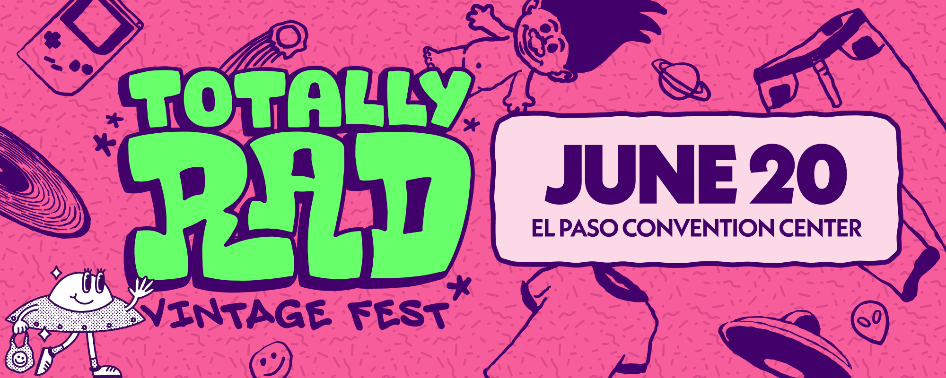 TOTALLY
RAD
VINTAGE FEST
JUNE 20
EL PASO CONVENTION CENTER